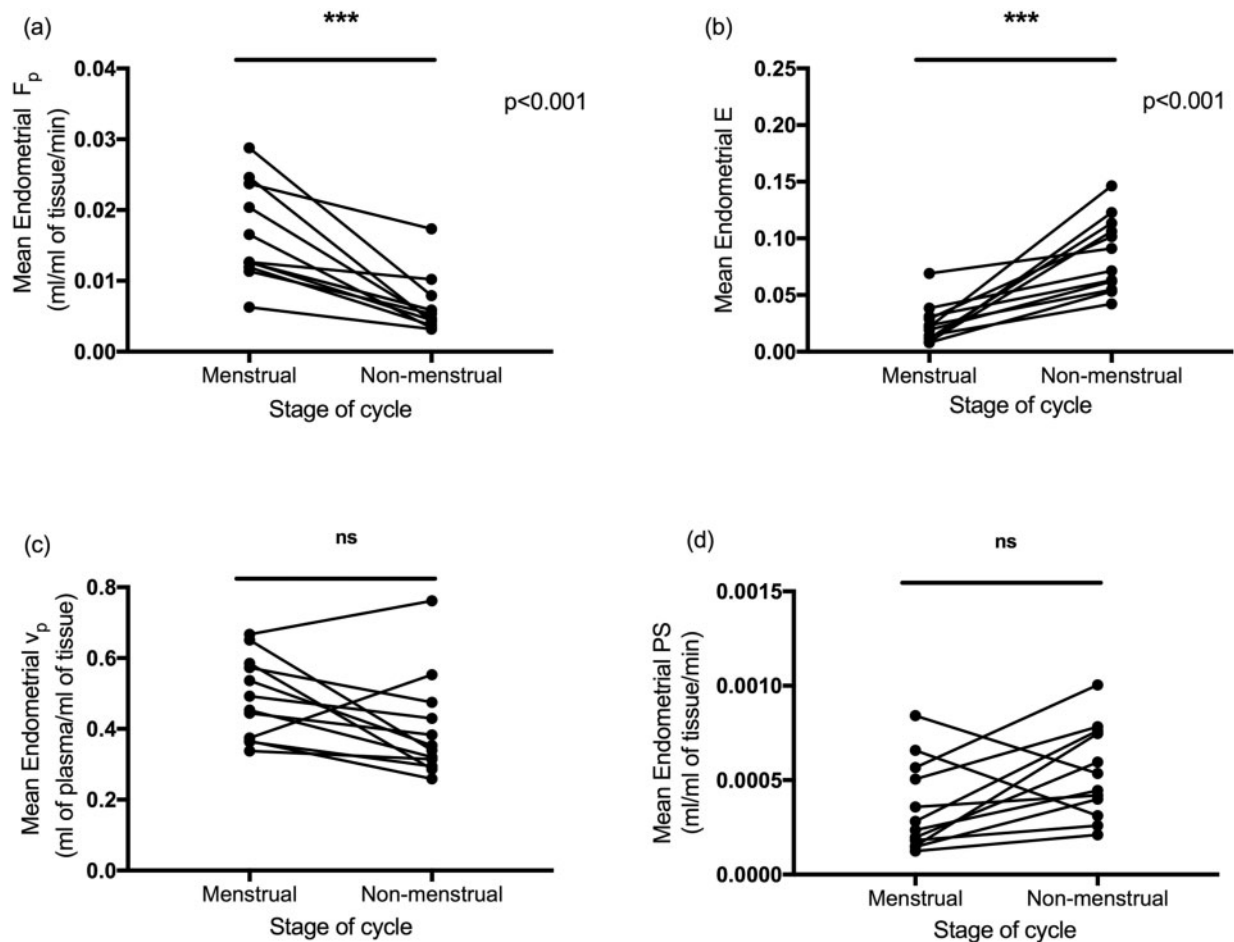 (a)
***
p<0.001
Mean Endometrial Fp
(ml/ml of tissue/min)
0.04
0.03
0.02
0.01
0.00
Menstrual Non-menstrual
Stage of cycle
(b)
***
p<0.001
Mean Endometrial E
0.25
0.20
0.15
0.10
0.05
0.00
Menstrual Non-menstrual
Stage of cycle
(c)
ns
Mean Endometrial vp
(ml of plasma/ml of tissue)
0.8
0.6
0.4
0.2
0.0
Menstrual Non-menstrual
Stage of cycle
(d)
ns
Mean Endometrial PS
(ml/ml of tissue/min)
0.0015
0.0010
0.0005
0.0000
Menstrual Non-menstrual
Stage of cycle